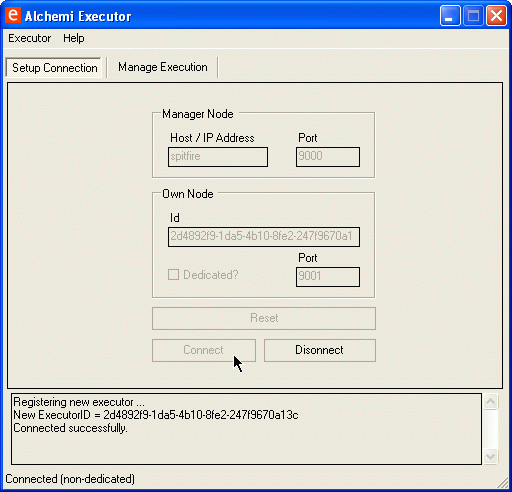 e Alchemi Executor
Executor Help
Setup Connection Manage Execution
Manager Node
Host / IP Address Port
spitfire 9000
Own Node
Id
2d4892f9-1da5-4b10-8fe2-247f9670a1
Port
Dedicated? 9001
Reset
Connect Disonnect
Registering new executor ...
New ExecutorID = 2d4892f9-1da5-4b10-8fe2-247f9670a13c
Connected successfully.
Connected (non-dedicated)